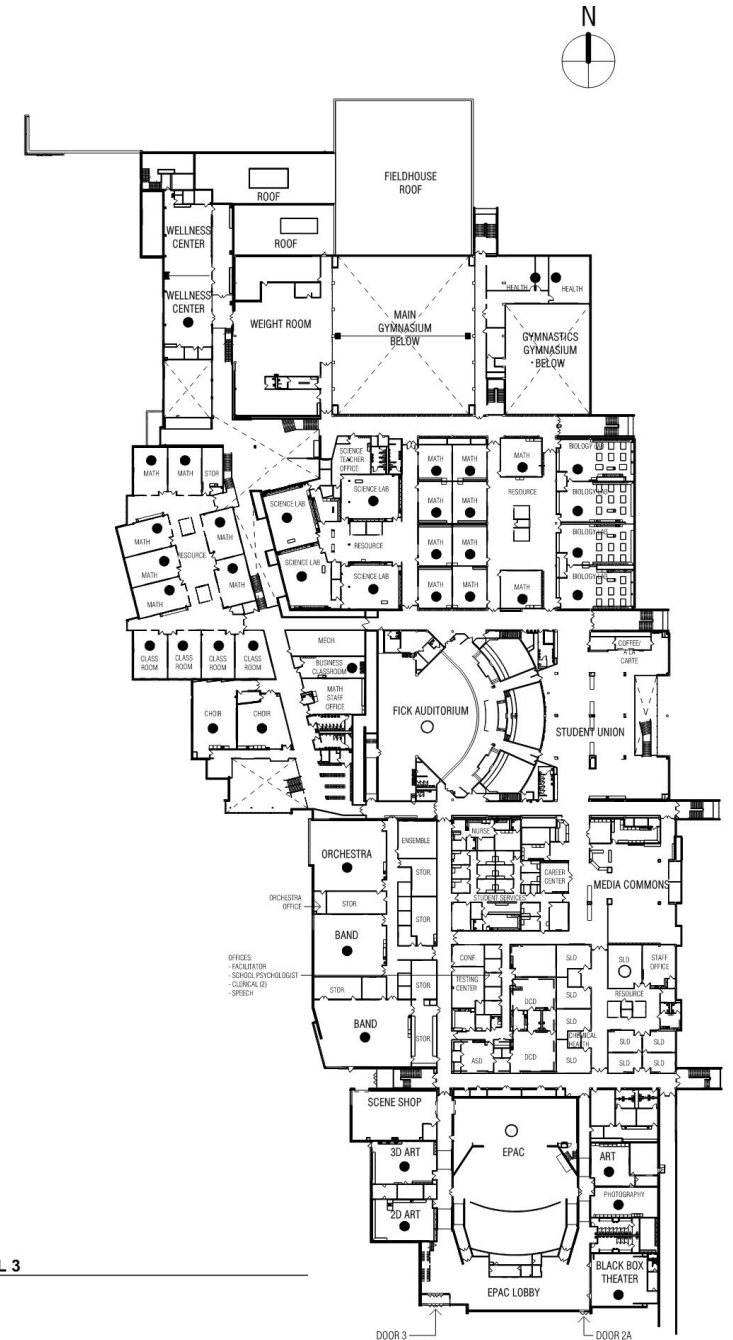 N
FIELDHOUSE
ROOF
ROOF
WELLNESS
CENTER
ROOF
HEALTH
HEALTH
WELLNESS
CENTER
WEIGHT ROOM
MAIN
GYMNASIUM
BELOW
GYMNASTICS
GYMNASIUM
BELOW
MATH
MATH
STOR.
SCIENCE
TEACHER
OFFICE
MATH
MATH
MATH
BIOLOGY LAB
SCIENCE LAB
SCIENCE LAB
MATH
MATH
RESOURCE
BIOLOGY LAB
MATH
MATH
RESOURCE
RESOURCE
MATH
MATH
BIOLOGY LAB
MATH
MATH
SCIENCE LAB
SCIENCE LAB
MATH
MATH
MATH
BIOLOGY LAB
MATH
CLASS
ROOM
CLASS
ROOM
CLASS
ROOM
CLASS
ROOM
MECH.
BUSINESS
CLASSROOM
MATH
STAFF
OFFICE
COFFEE/
A LA
CARTE
CHOIR
CHOIR
FICK AUDITORIUM
STUDENT UNION
ORCHESTRA
ENSEMBLE
NURSE
CAREER
CENTER
MEDIA COMMONS
STOR.
STUDENT SERVICES
ORCHESTRA
OFFICE
STOR.
STOR.
BAND
OFFICES:
- FACILITATOR
- SCHOOL PSYCHOLOGIST
- CLERICAL (2)
- SPEECH
CONF.
TESTING
CENTER
SLD
SLD
STAFF
OFFICE
STOR.
STOR.
DCD
SLD
RESOURCE
BAND
STOR.
SLD
CHEMICAL
HEALTH
SLD
SLD
ASD
DCD
SLD
SLD
SLD
SCENE SHOP
3D ART
EPAC
ART
PHOTOGRAPHY
2D ART
BLACK BOX
THEATER
EPAC LOBBY
L 3
DOOR 3
DOOR 2A